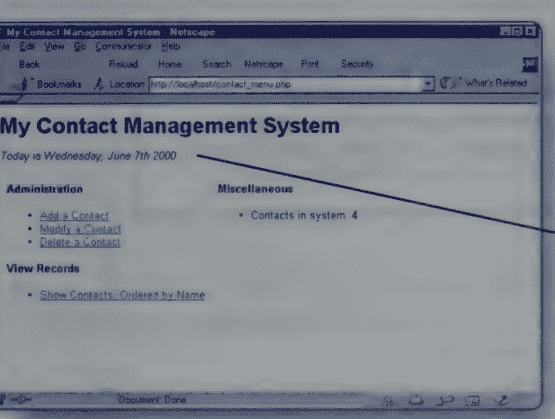 My Contact Management System - Netscape
File Edit View Go Communicator Help
Back Reload Home Search Netscape Print Security
Bookmarks Location http://localhost/contact_menu.php What's Related
My Contact Management System
Today is Wednesday, June 7th 2000
Administration
Miscellaneous
• Add a Contact
• Modify a Contact
• Delete a Contact
• Contacts in system 4
View Records
• Show Contacts, Ordered by Name
Document: Done